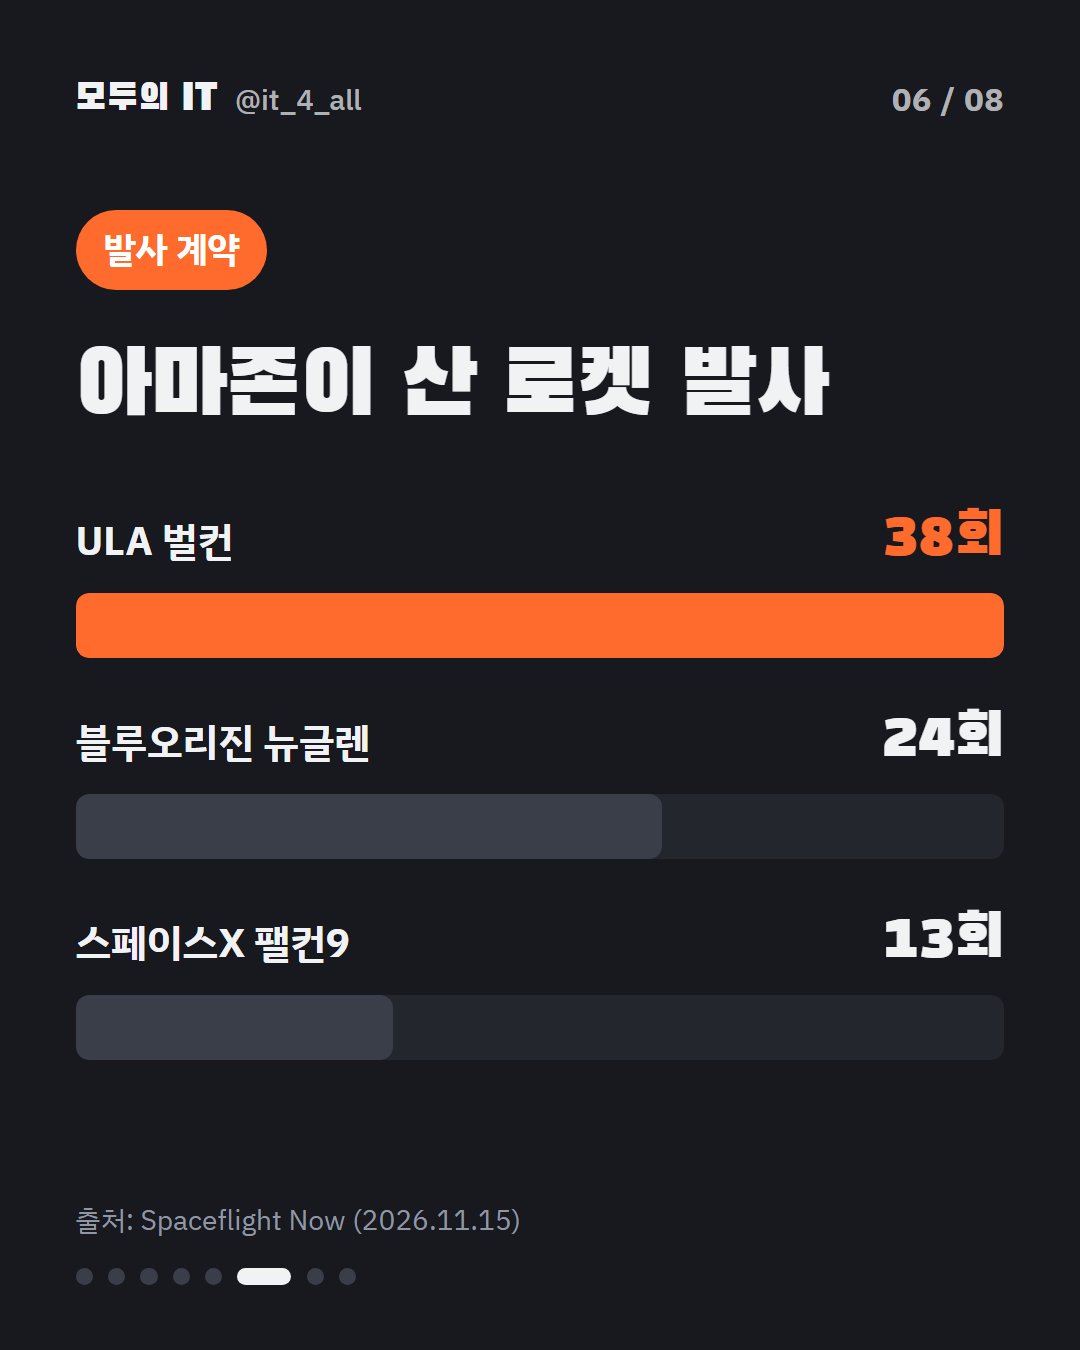 모두의 IT @it_4_all
06 / 08
발사 계약
아마존이 산 로켓 발사
ULA 벌컨
38회
블루오리진 뉴글렌
24회
스페이스X 팰컨9
13회
출처: Spaceflight Now (2026.11.15)